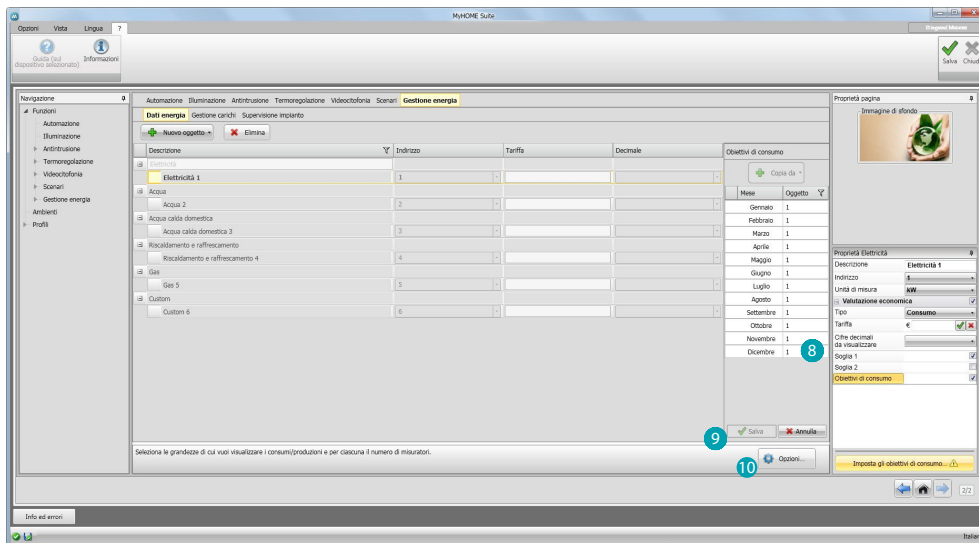 MyHOME Suite
Opzioni Vista Lingua ?
Guida (sul dispositivo selezionato)
Informazioni
Salva Chiudi
Navigazione
Funzioni
Automazione
Illuminazione
Antintrusione
Termoregolazione
Videocitofonia
Scenari
Gestione energia
Ambienti
Profili
Automazione Illuminazione Antintrusione Termoregolazione Videocitofonia Scenari Gestione energia
Dati energia Gestione carichi Supervisione impianto
Nuovo oggetto Elimina
Descrizione Indirizzo Tariffa Decimale
Elettricità
Elettricità 1 1
Acqua
Acqua 2 2
Acqua calda domestica
Acqua calda domestica 3 3
Riscaldamento e raffrescamento
Riscaldamento e raffrescamento 4 4
Gas
Gas 5 5
Custom
Custom 6 6
Obiettivi di consumo
Copia da
Mese Oggetto
Gennaio 1
Febbraio 1
Marzo 1
Aprile 1
Maggio 1
Giugno 1
Luglio 1
Agosto 1
Settembre 1
Ottobre 1
Novembre 1
Dicembre 1
8
Salva Annulla
9
Seleziona le grandezze di cui vuoi visualizzare i consumi/produzioni e per ciascuna il numero di misuratori.
10
Opzioni...
Proprietà pagina
Immagine di sfondo
Proprietà Elettricità
Descrizione Elettricità 1
Indirizzo 1
Unità di misura kW
Valutazione economica
Tipo Consumo
Tariffa €
Cifre decimali
da visualizzare
Soglia 1
Soglia 2
Obiettivi di consumo
Imposta gli obiettivi di consumo...
2/2
Info ed errori